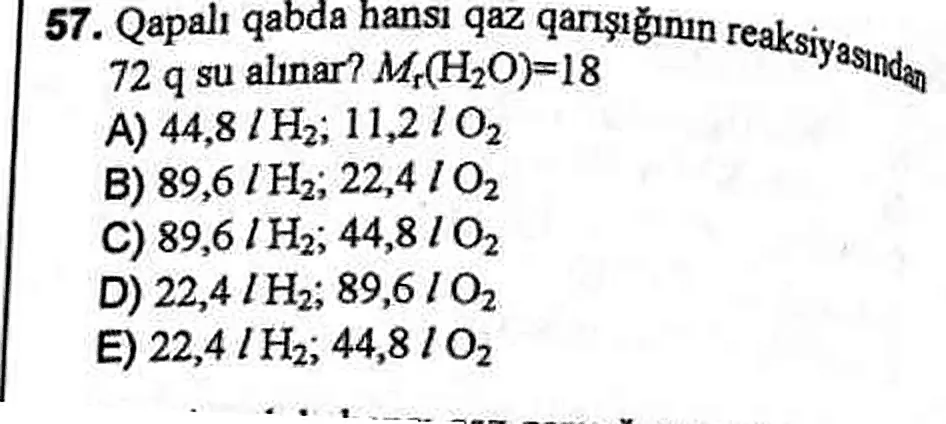 57. Qapalı qabda hansı qaz qarışığının reaksiyasından
72 q su alınar? Mᵣ(H₂O)=18
A) 44,8 l H₂; 11,2 l O₂
B) 89,6 l H₂; 22,4 l O₂
C) 89,6 l H₂; 44,8 l O₂
D) 22,4 l H₂; 89,6 l O₂
E) 22,4 l H₂; 44,8 l O₂